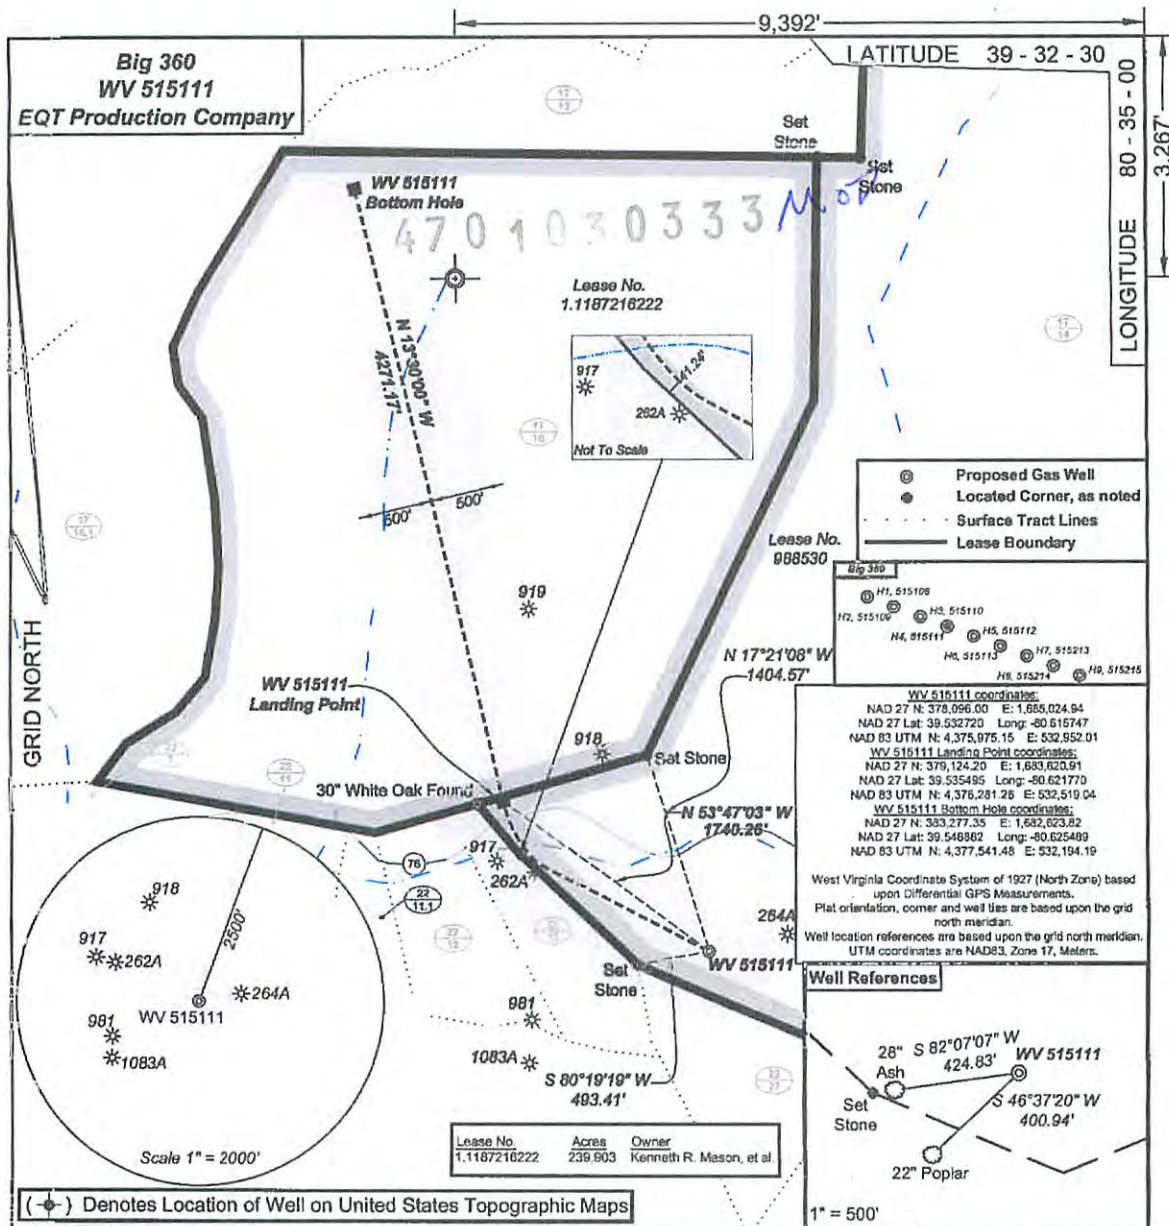 9,392'
Big 360
WV 515111
EQT Production Company
LATITUDE 39 - 32 - 30
LONGITUDE 80 - 35 - 00
3,267'
17
13
Set
Stone
Set
Stone
WV 515111
Bottom Hole
4701030333 Mod
Lease No.
1.1187216222
17
14
N 13°30'00" W
4271.17'
917
41.24'
262A
Not To Scale
17
500'
500'
17
Proposed Gas Well
Located Corner, as noted
Surface Tract Lines
Lease Boundary
Lease No.
988530
919
GRID NORTH
Big 360
H1, 515108
H2, 515109
H3, 515110
H4, 515111
H5, 515112
H6, 515113
H7, 515213
H8, 515214
H9, 515215
N 17°21'08" W
1404.57'
WV 515111
Landing Point
918
Set Stone
22
11
30" White Oak Found
N 53°47'03" W
1740.26'
WV 515111 coordinates:
NAD 27 N: 378,096.00 E: 1,685,024.94
NAD 27 Lat: 39.532720 Long: -80.616747
NAD 83 UTM N: 4,375,975.15 E: 532,952.01
WV 515111 Landing Point coordinates:
NAD 27 N: 379,124.20 E: 1,683,620.91
NAD 27 Lat: 39.535495 Long: -80.621770
NAD 83 UTM N: 4,376,281.26 E: 532,519.04
WV 515111 Bottom Hole coordinates:
NAD 27 N: 383,277.35 E: 1,682,623.82
NAD 27 Lat: 39.546862 Long: -80.625489
NAD 83 UTM N: 4,377,541.48 E: 532,194.19
West Virginia Coordinate System of 1927 (North Zone) based
upon Differential GPS Measurements.
Plat orientation, corner and well ties are based upon the grid
north meridian.
Well location references are based upon the grid north meridian.
UTM coordinates are NAD83, Zone 17, Meters.
917
76
262A
22
11.1
22
12
264A
WV 515111
Set
Stone
918
2500'
917
262A
264A
WV 515111
981
1083A
Scale 1" = 2000'
981
1083A
S 80°19'19" W
493.41'
22
27
Well References
28"
Ash
S 82°07'07" W
424.83'
WV 515111
S 46°37'20" W
400.94'
Set
Stone
22" Poplar
1" = 500'
Lease No. Acres Owner
1.1187216222 239.903 Kenneth R. Mason, et al.
( ) Denotes Location of Well on United States Topographic Maps